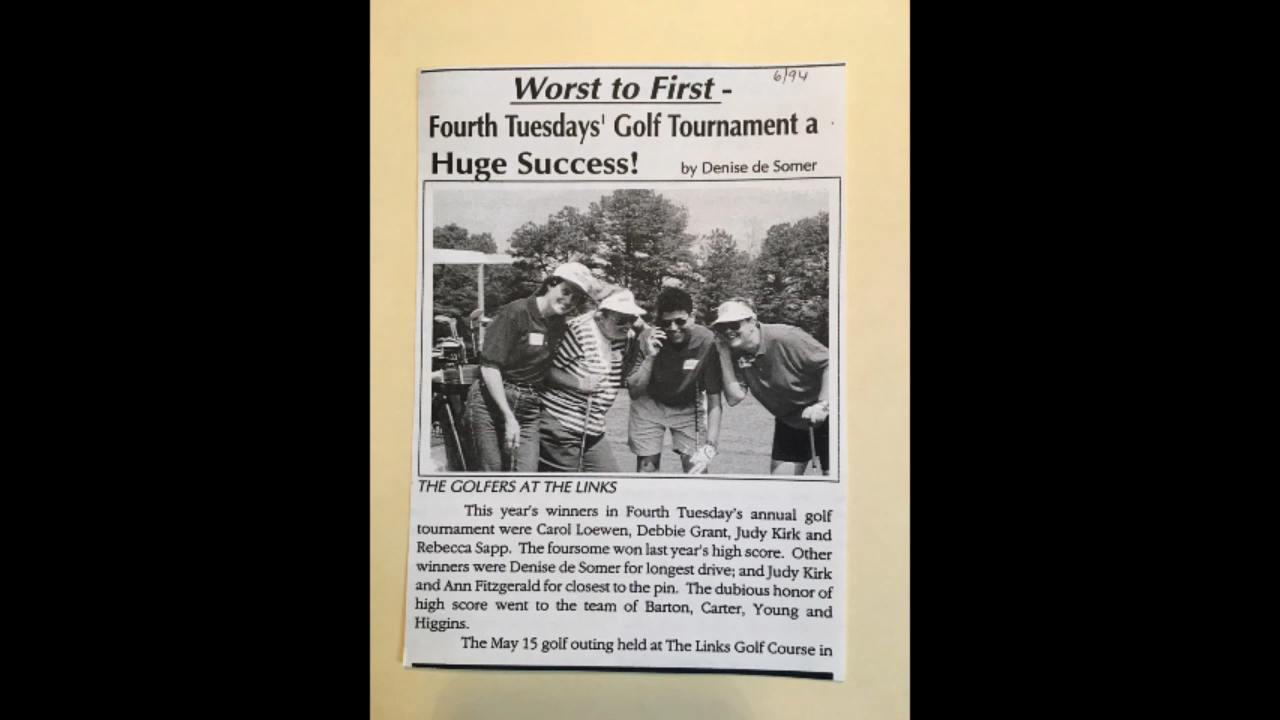 6/94
Worst to First -
Fourth Tuesdays' Golf Tournament a
Huge Success! by Denise de Somer
THE GOLFERS AT THE LINKS
This year's winners in Fourth Tuesday's annual golf
tournament were Carol Loewen, Debbie Grant, Judy Kirk and
Rebecca Sapp. The foursome won last year's high score. Other
winners were Denise de Somer for longest drive; and Judy Kirk
and Ann Fitzgerald for closest to the pin. The dubious honor of
high score went to the team of Barton, Carter, Young and
Higgins.
The May 15 golf outing held at The Links Golf Course in